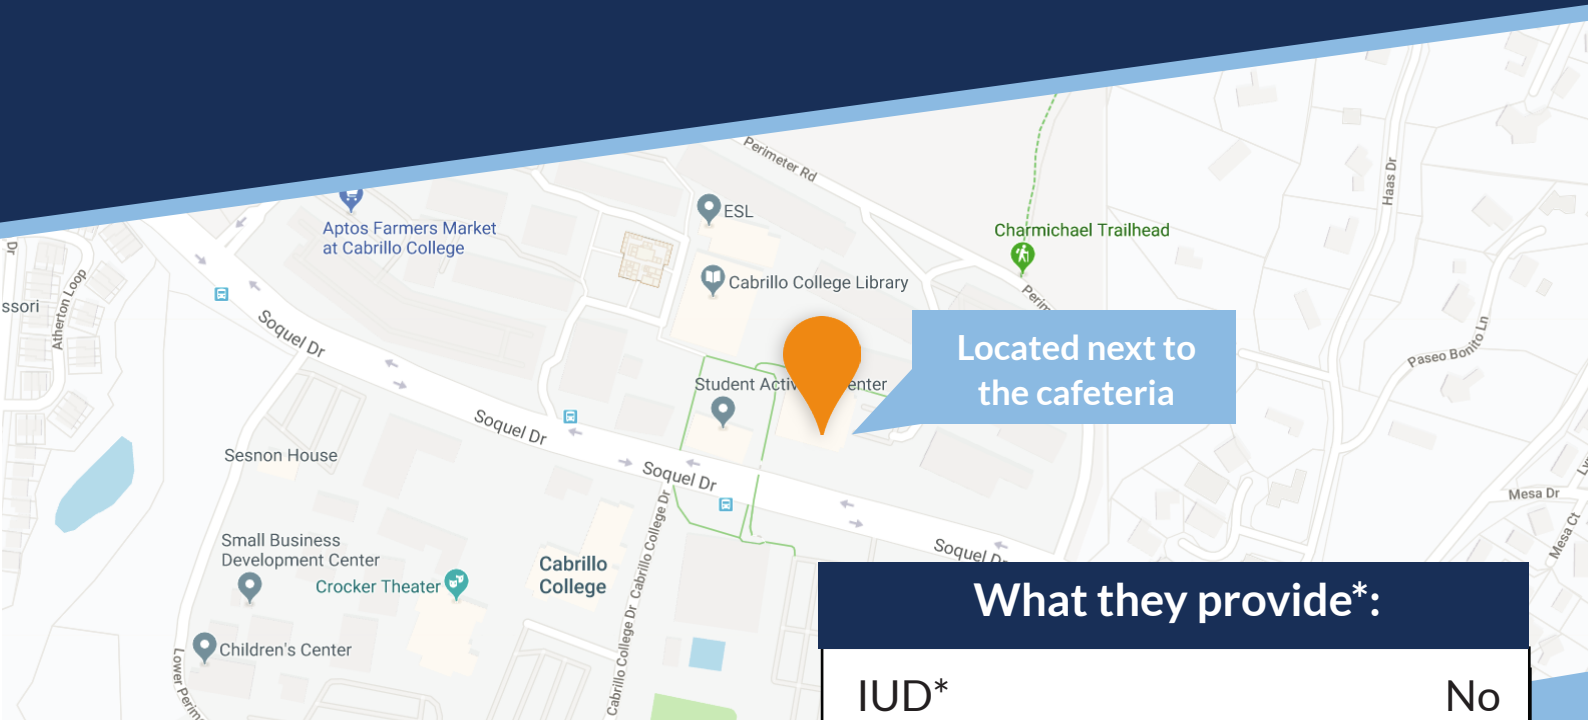 Perimeter Rd
Haas Dr
ESL
Aptos Farmers Market
at Cabrillo College
Charmichael Trailhead
Dr
Cabrillo College Library
ssori
Atherton Loop
Soquel Dr
Located next to
the cafeteria
Paseo Bonito Ln
Student
Soquel Dr
Sesnon House
Soquel Dr
Mesa Dr
Mesa Ct
Small Business
Development Center
Soquel
Cabrillo
College
Crocker Theater
Cabrillo College Dr
Cabrillo College Dr
What they provide*:
Children's Center
Lower
IUD*
No